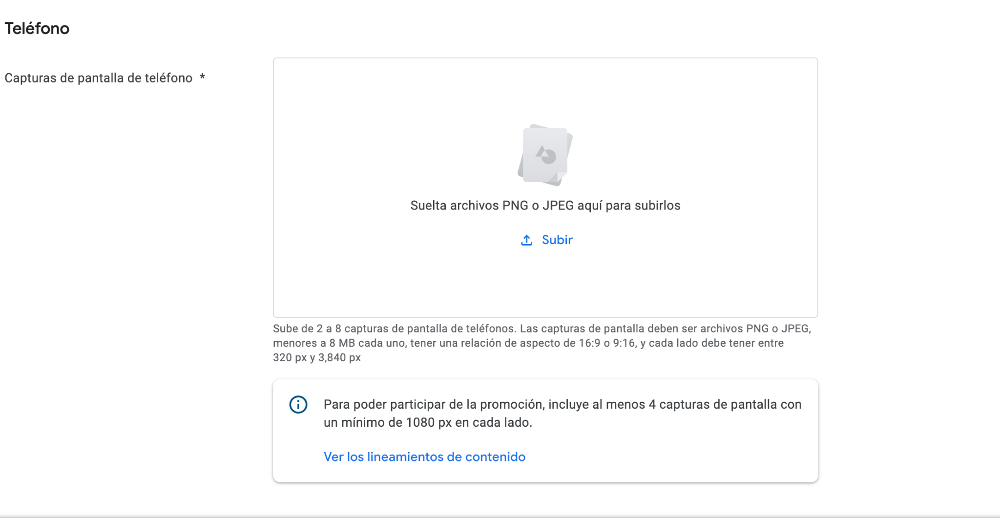 Teléfono
Capturas de pantalla de teléfono *
Suelta archivos PNG o JPEG aquí para subirlos
Subir
Sube de 2 a 8 capturas de pantalla de teléfonos. Las capturas de pantalla deben ser archivos PNG o JPEG,
menores a 8 MB cada uno, tener una relación de aspecto de 16:9 o 9:16, y cada lado debe tener entre
320 px y 3,840 px
Para poder participar de la promoción, incluye al menos 4 capturas de pantalla con
un mínimo de 1080 px en cada lado.
Ver los lineamientos de contenido